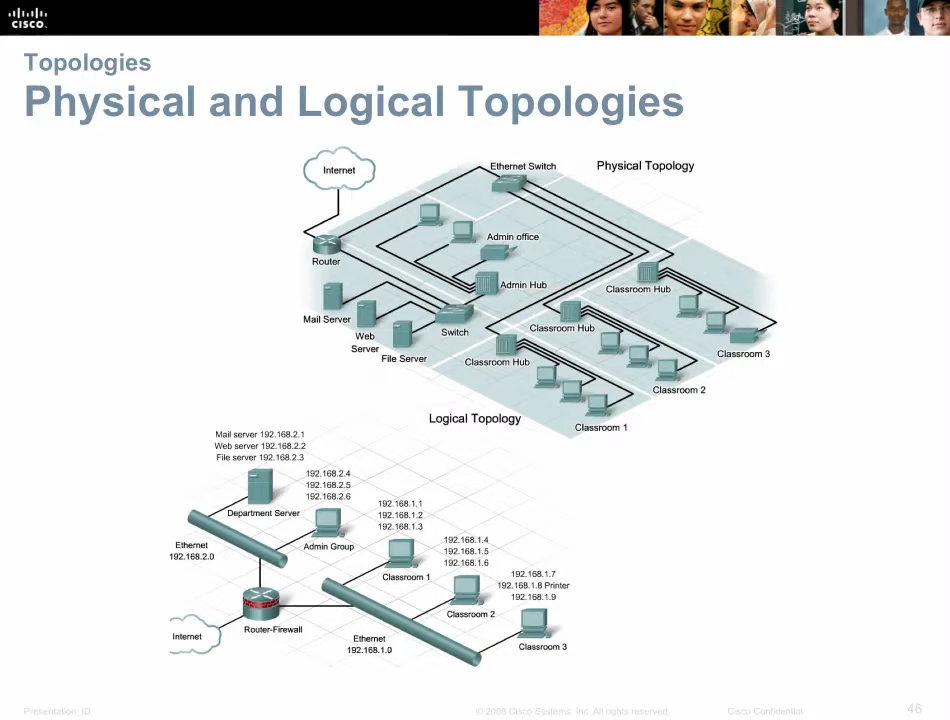 CISCO
Topologies
Physical and Logical Topologies
Internet
Ethernet Switch
Physical Topology
Admin office
Router
Admin Hub
Classroom Hub
Mail Server
Web
Server
File Server
Switch
Classroom Hub
Classroom Hub
Classroom 3
Classroom 2
Classroom 1
Logical Topology
Mail server 192.168.2.1
Web server 192.168.2.2
File server 192.168.2.3
192.168.2.4
192.168.2.5
192.168.2.6
Department Server
192.168.1.1
192.168.1.2
192.168.1.3
Ethernet
192.168.2.0
Admin Group
192.168.1.4
192.168.1.5
192.168.1.6
Classroom 1
192.168.1.7
192.168.1.8 Printer
192.168.1.9
Classroom 2
Internet
Router-Firewall
Ethernet
192.168.1.0
Classroom 3
Presentation_ID
© 2008 Cisco Systems, Inc. All rights reserved.
Cisco Confidential
46